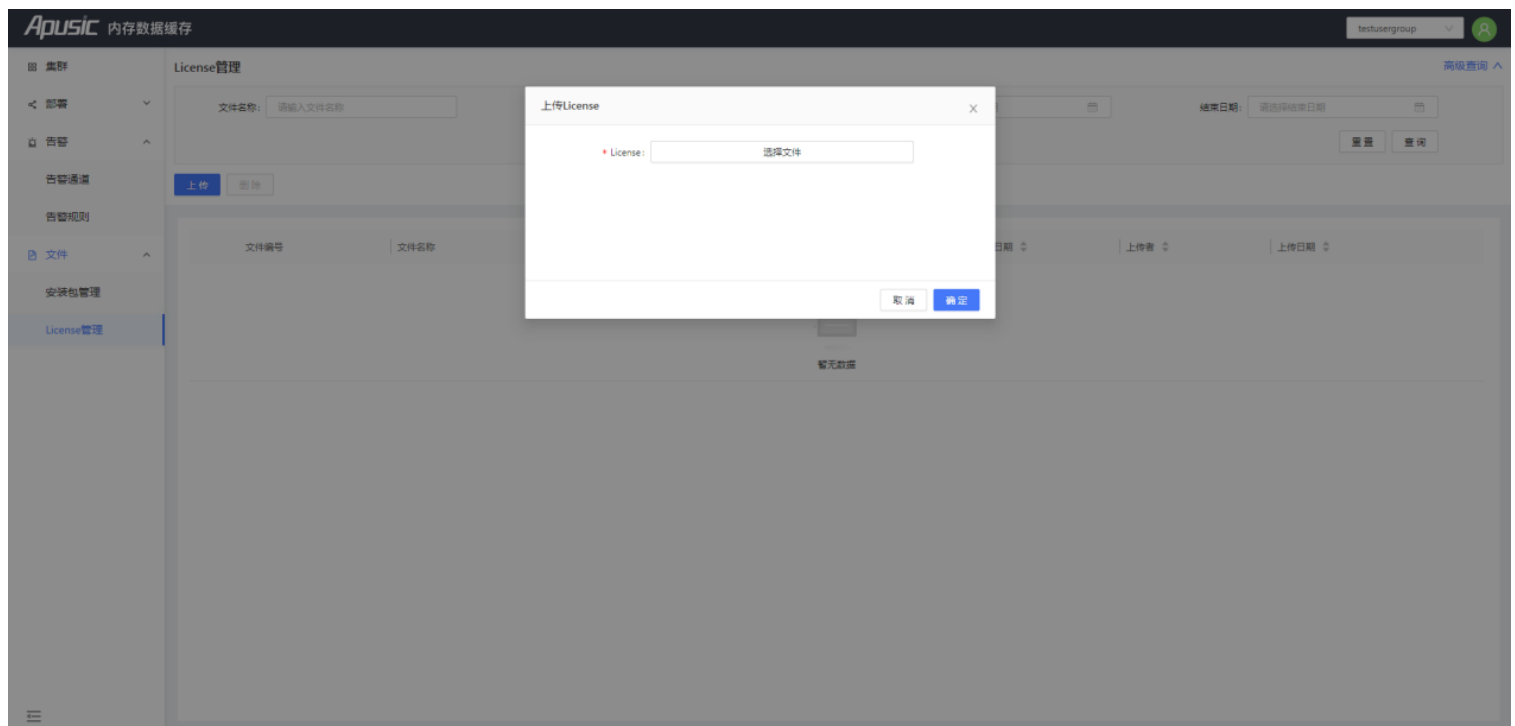 Apusic 内存数据缓存
testusergroup
集群
License管理
高级查询
部署
文件名称: 请输入文件名称
上传License
结束日期: 请选择结束日期
告警
* License: 选择文件
重置 查询
告警通道
上传 删除
告警规则
文件
文件编号 文件名称 日期 上传者 上传日期
安装包管理
取消 确定
License管理
暂无数据